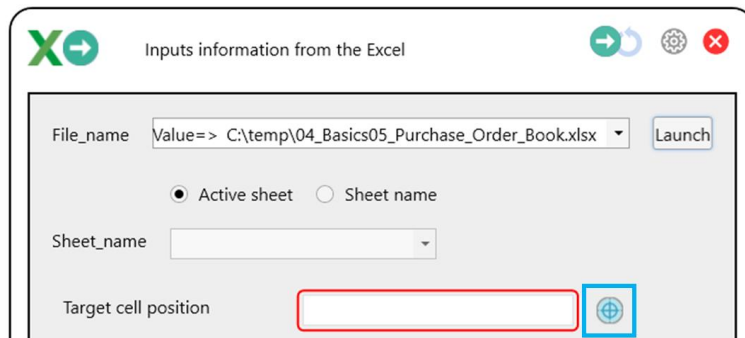 Inputs information from the Excel
File_name Value=> C:\temp\04_Basics05_Purchase_Order_Book.xlsx Launch
Active sheet Sheet name
Sheet_name
Target cell position